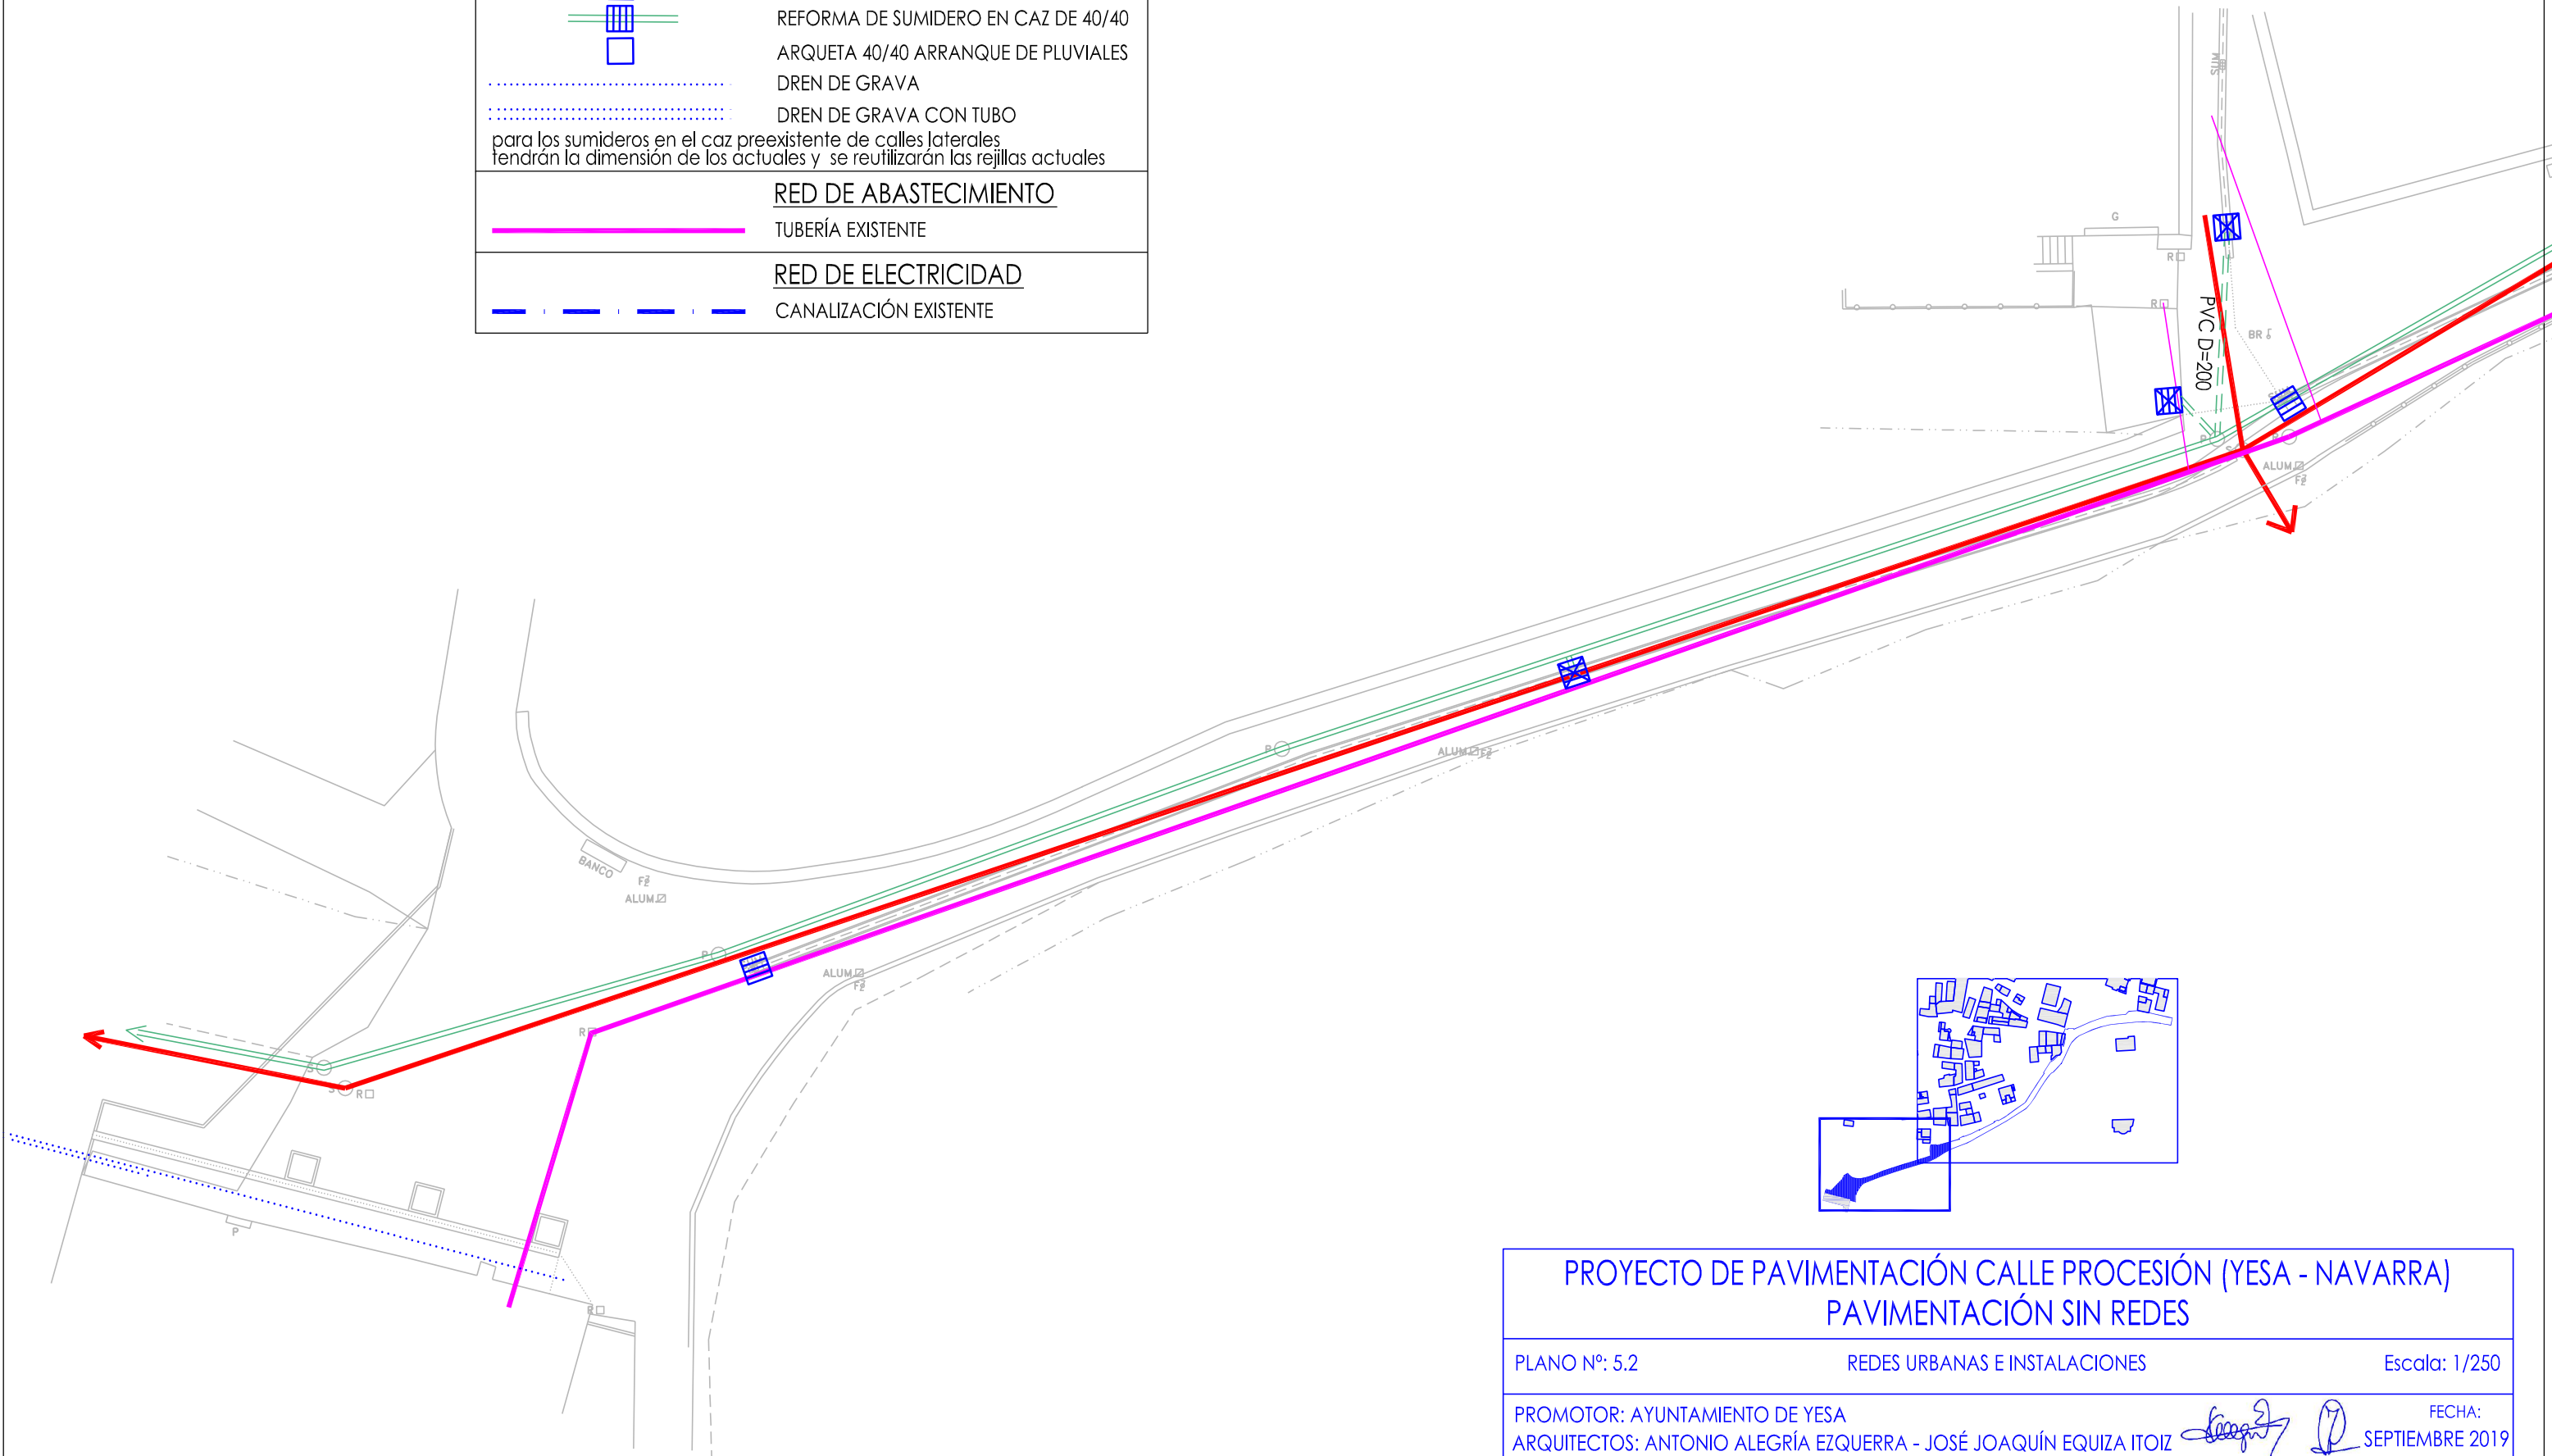 REFORMA DE SUMIDERO EN CAZ DE 40/40
ARQUETA 40/40 ARRANQUE DE PLUVIALES
DREN DE GRAVA
DREN DE GRAVA CON TUBO
para los sumideros en el caz preexistente de calles laterales
tendrán la dimensión de los actuales y se reutilizarán las rejillas actuales
RED DE ABASTECIMIENTO
TUBERÍA EXISTENTE
RED DE ELECTRICIDAD
CANALIZACIÓN EXISTENTE
SUM
G
R
R
PVC D=200
BR
P
ALUM.
P
ALUM.
BANCO
ALUM.
P
ALUM.
R
S
S
R
P
R
PROYECTO DE PAVIMENTACIÓN CALLE PROCESIÓN (YESA - NAVARRA)
PAVIMENTACIÓN SIN REDES
PLANO Nº: 5.2
REDES URBANAS E INSTALACIONES
Escala: 1/250
PROMOTOR: AYUNTAMIENTO DE YESA
ARQUITECTOS: ANTONIO ALEGRÍA EZQUERRA - JOSÉ JOAQUÍN EQUIZA ITOIZ
FECHA:
SEPTIEMBRE 2019